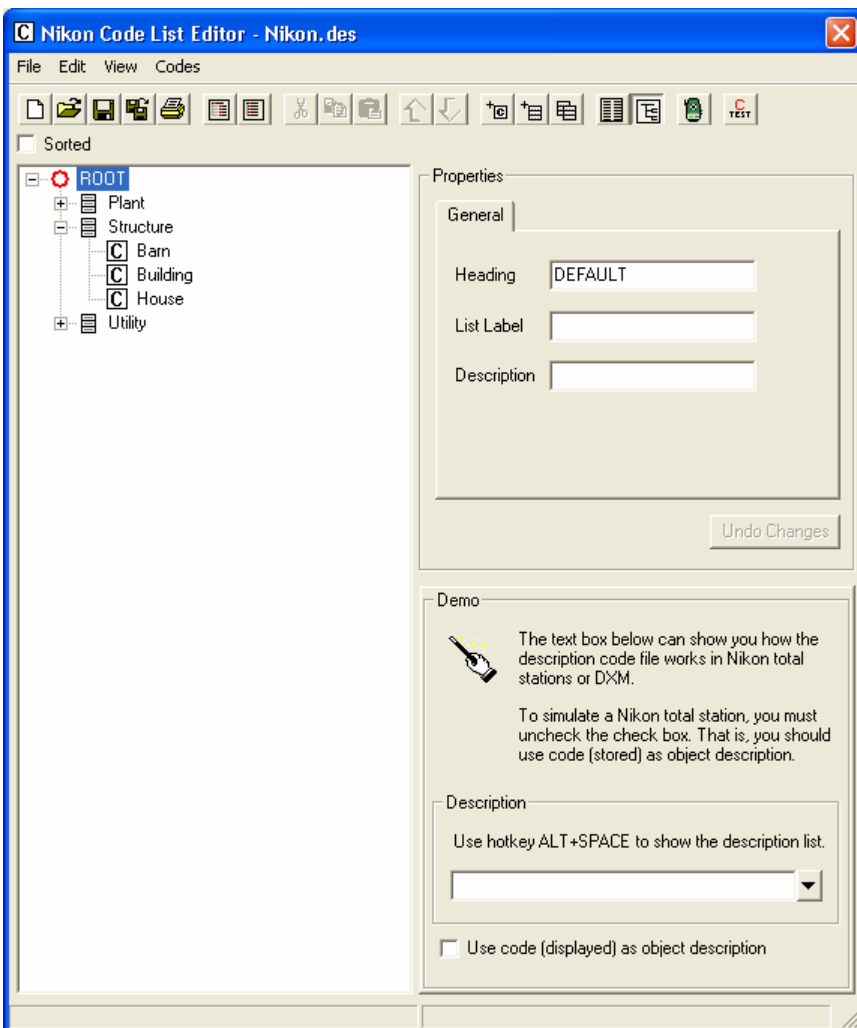 C Nikon Code List Editor - Nikon.des
File Edit View Codes
C
C TEST
Sorted
ROOT
Plant
Structure
C Barn
C Building
C House
Utility
Properties
General
Heading DEFAULT
List Label
Description
Undo Changes
Demo
The text box below can show you how the
description code file works in Nikon total
stations or DXM.
To simulate a Nikon total station, you must
uncheck the check box. That is, you should
use code (stored) as object description.
Description
Use hotkey ALT+SPACE to show the description list.
Use code (displayed) as object description